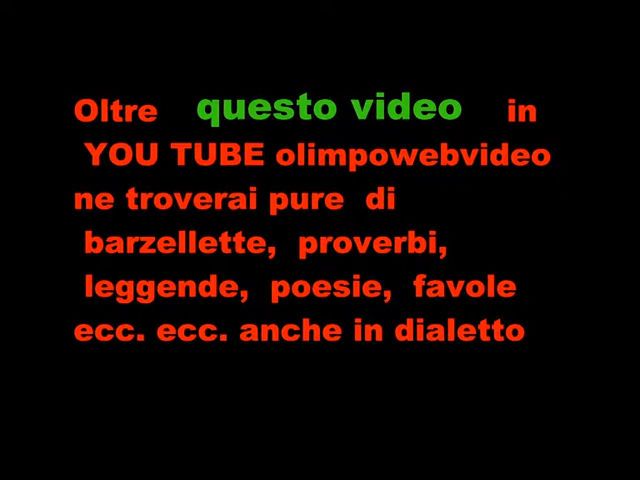 Oltre questo video in
YOU TUBE olimpowebvideo
ne troverai pure di
barzellette, proverbi,
leggende, poesie, favole
ecc. ecc. anche in dialetto